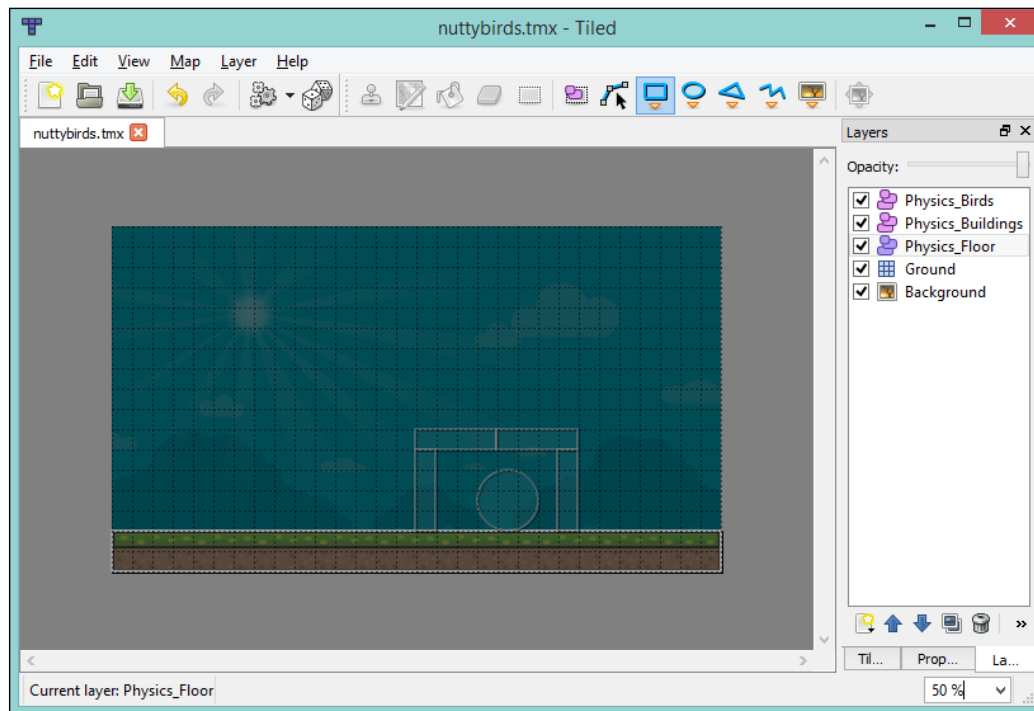 nuttybirds.tmx - Tiled
File Edit View Map Layer Help
nuttybirds.tmx
Layers
Opacity:
Physics_Birds
Physics_Buildings
Physics_Floor
Ground
Background
»
Til... Prop... La...
Current layer: Physics_Floor
50 %